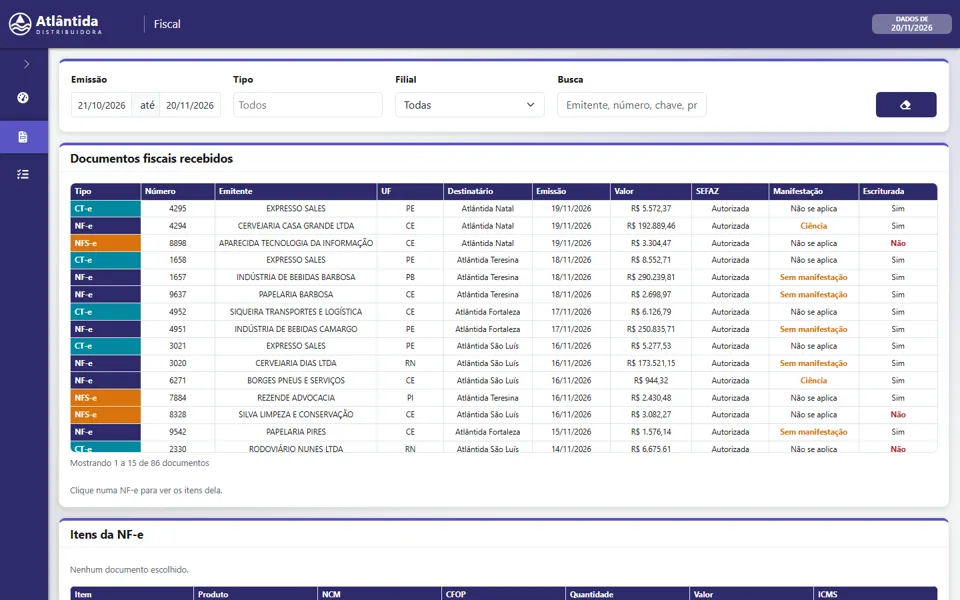 Atlântida
DISTRIBUIDORA
Fiscal
DADOS DE
20/11/2026
Emissão
21/10/2026 até 20/11/2026
Tipo
Todos
Filial
Todas
Busca
Emitente, número, chave, pr
Documentos fiscais recebidos
Tipo Número Emitente UF Destinatário Emissão Valor SEFAZ Manifestação Escriturada
CT-e 4295 EXPRESSO SALES PE Atlântida Natal 19/11/2026 R$ 5.572,37 Autorizada Não se aplica Sim
NF-e 4294 CERVEJARIA CASA GRANDE LTDA CE Atlântida Natal 19/11/2026 R$ 192.889,46 Autorizada Ciência Sim
NFS-e 8898 APARECIDA TECNOLOGIA DA INFORMAÇÃO CE Atlântida Natal 19/11/2026 R$ 3.304,47 Autorizada Não se aplica Não
CT-e 1658 EXPRESSO SALES PE Atlântida Teresina 18/11/2026 R$ 8.552,71 Autorizada Não se aplica Sim
NF-e 1657 INDÚSTRIA DE BEBIDAS BARBOSA PB Atlântida Teresina 18/11/2026 R$ 290.239,81 Autorizada Sem manifestação Sim
NF-e 9637 PAPELARIA BARBOSA CE Atlântida Teresina 18/11/2026 R$ 2.698,97 Autorizada Sem manifestação Sim
CT-e 4952 SIQUEIRA TRANSPORTES E LOGÍSTICA CE Atlântida Fortaleza 17/11/2026 R$ 6.126,79 Autorizada Não se aplica Sim
NF-e 4951 INDÚSTRIA DE BEBIDAS CAMARGO PE Atlântida Fortaleza 17/11/2026 R$ 250.835,71 Autorizada Sem manifestação Sim
CT-e 3021 EXPRESSO SALES PE Atlântida São Luís 16/11/2026 R$ 5.277,53 Autorizada Não se aplica Sim
NF-e 3020 CERVEJARIA DIAS LTDA RN Atlântida São Luís 16/11/2026 R$ 173.521,15 Autorizada Sem manifestação Sim
NF-e 6271 BORGES PNEUS E SERVIÇOS CE Atlântida São Luís 16/11/2026 R$ 944,32 Autorizada Ciência Sim
NFS-e 7884 REZENDE ADVOCACIA PI Atlântida Teresina 16/11/2026 R$ 2.430,48 Autorizada Não se aplica Sim
NFS-e 8328 SILVA LIMPEZA E CONSERVAÇÃO CE Atlântida São Luís 16/11/2026 R$ 3.082,27 Autorizada Não se aplica Não
NF-e 9542 PAPELARIA PIRES CE Atlântida Fortaleza 15/11/2026 R$ 1.576,14 Autorizada Sem manifestação Sim
CT-e 2330 RODOVIÁRIO NUNES LTDA RN Atlântida São Luís 14/11/2026 R$ 6.675,61 Autorizada Não se aplica Não
Mostrando 1 a 15 de 86 documentos
Clique numa NF-e para ver os itens dela.
Itens da NF-e
Nenhum documento escolhido.
Item Produto NCM CFOP Quantidade Valor ICMS